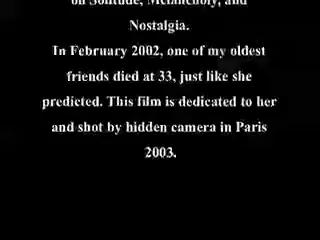 on Solitude, Melancholy, and
Nostalgia.
In February 2002, one of my oldest
friends died at 33, just like she
predicted. This film is dedicated to her
and shot by hidden camera in Paris
2003.